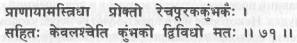 प्राणायामस्त्रिधा प्रोक्तो रेचपूरककुंभकैः ।
सहितः केवलश्चेति कुंभको द्विविधो मतः ।। ७१ ।।